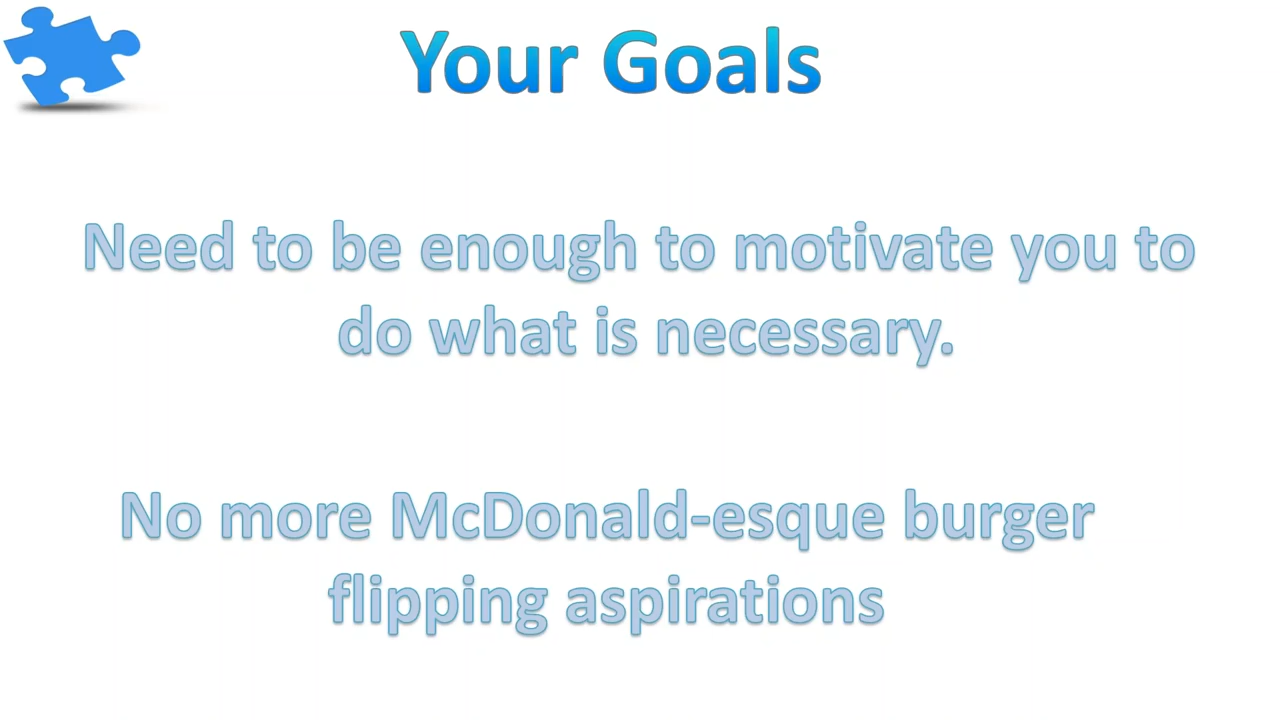 Your Goals
Need to be enough to motivate you to
do what is necessary.
No more McDonald-esque burger
flipping aspirations